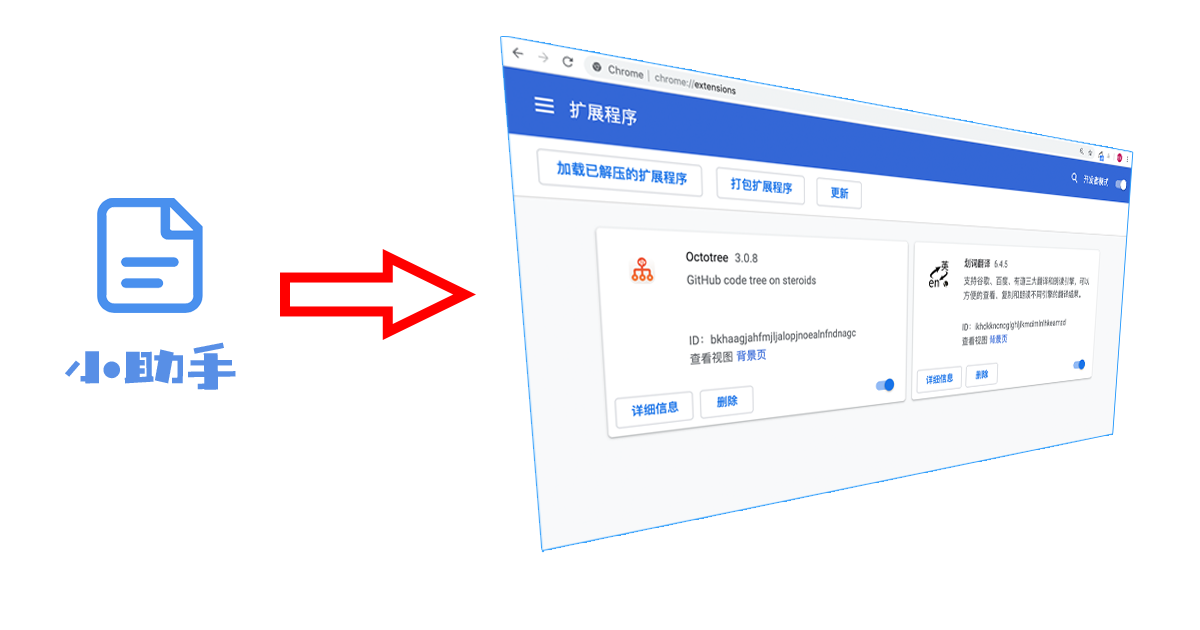 小助手
Chrome | chrome://extensions
扩展程序
开发者模式
加载已解压的扩展程序
打包扩展程序
更新
Octotree 3.0.8
GitHub code tree on steroids
ID: bkhaagjahfmjljalopjnoealnfndnagc
查看视图 背景页
详细信息
删除
英
en
划词翻译 6.4.5
支持谷歌、百度、有道三大翻译和朗读引擎，可以
方便的查看、复制和朗读不同引擎的翻译结果。
ID: ikhdkkncnoglghljlkmcimlnlhkeamad
查看视图 背景页
详细信息
删除